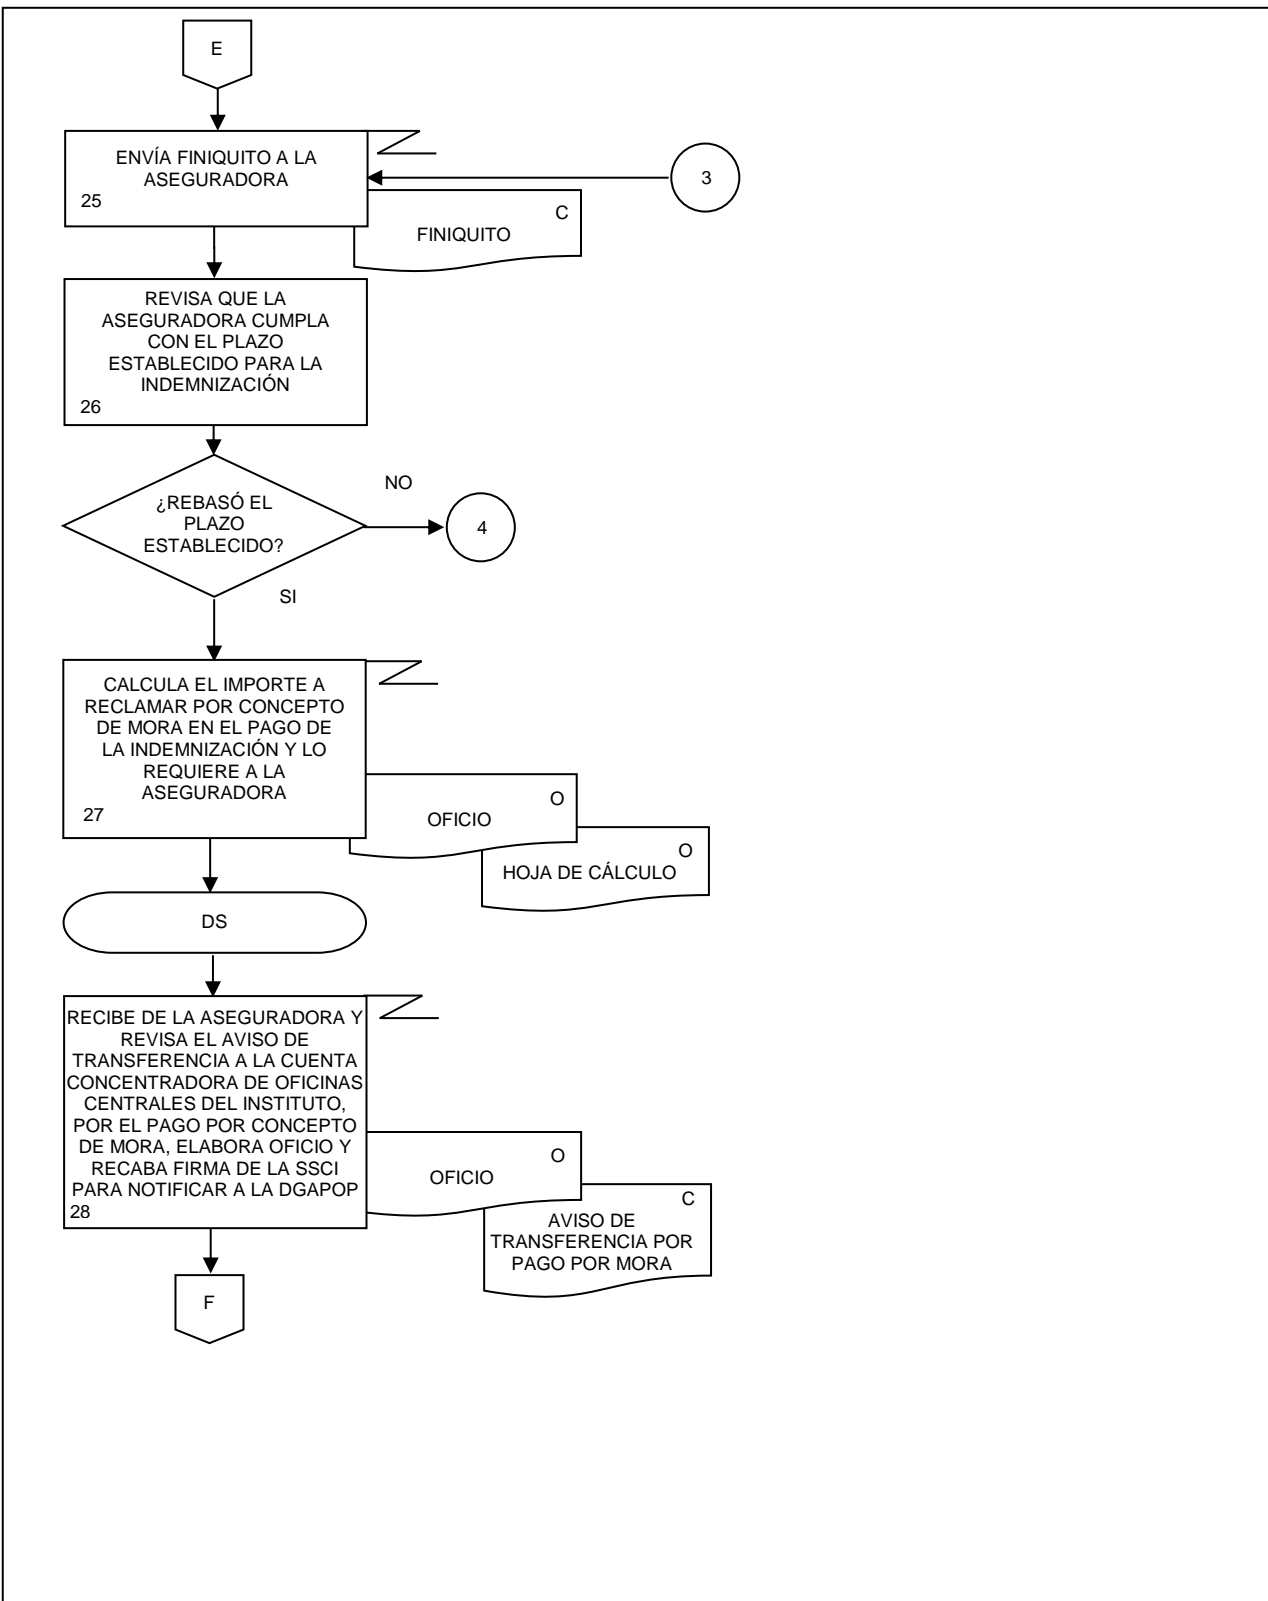 E
ENVÍA FINIQUITO A LA
ASEGURADORA
25
3
C
FINIQUITO
REVISA QUE LA
ASEGURADORA CUMPLA
CON EL PLAZO
ESTABLECIDO PARA LA
INDEMNIZACIÓN
26
¿REBASÓ EL
PLAZO
ESTABLECIDO?
NO
4
SI
CALCULA EL IMPORTE A
RECLAMAR POR CONCEPTO
DE MORA EN EL PAGO DE
LA INDEMNIZACIÓN Y LO
REQUIERE A LA
ASEGURADORA
27
O
OFICIO
O
HOJA DE CÁLCULO
DS
RECIBE DE LA ASEGURADORA Y
REVISA EL AVISO DE
TRANSFERENCIA A LA CUENTA
CONCENTRADORA DE OFICINAS
CENTRALES DEL INSTITUTO,
POR EL PAGO POR CONCEPTO
DE MORA, ELABORA OFICIO Y
RECABA FIRMA DE LA SSCI
PARA NOTIFICAR A LA DGAPOP
28
O
OFICIO
C
AVISO DE
TRANSFERENCIA POR
PAGO POR MORA
F